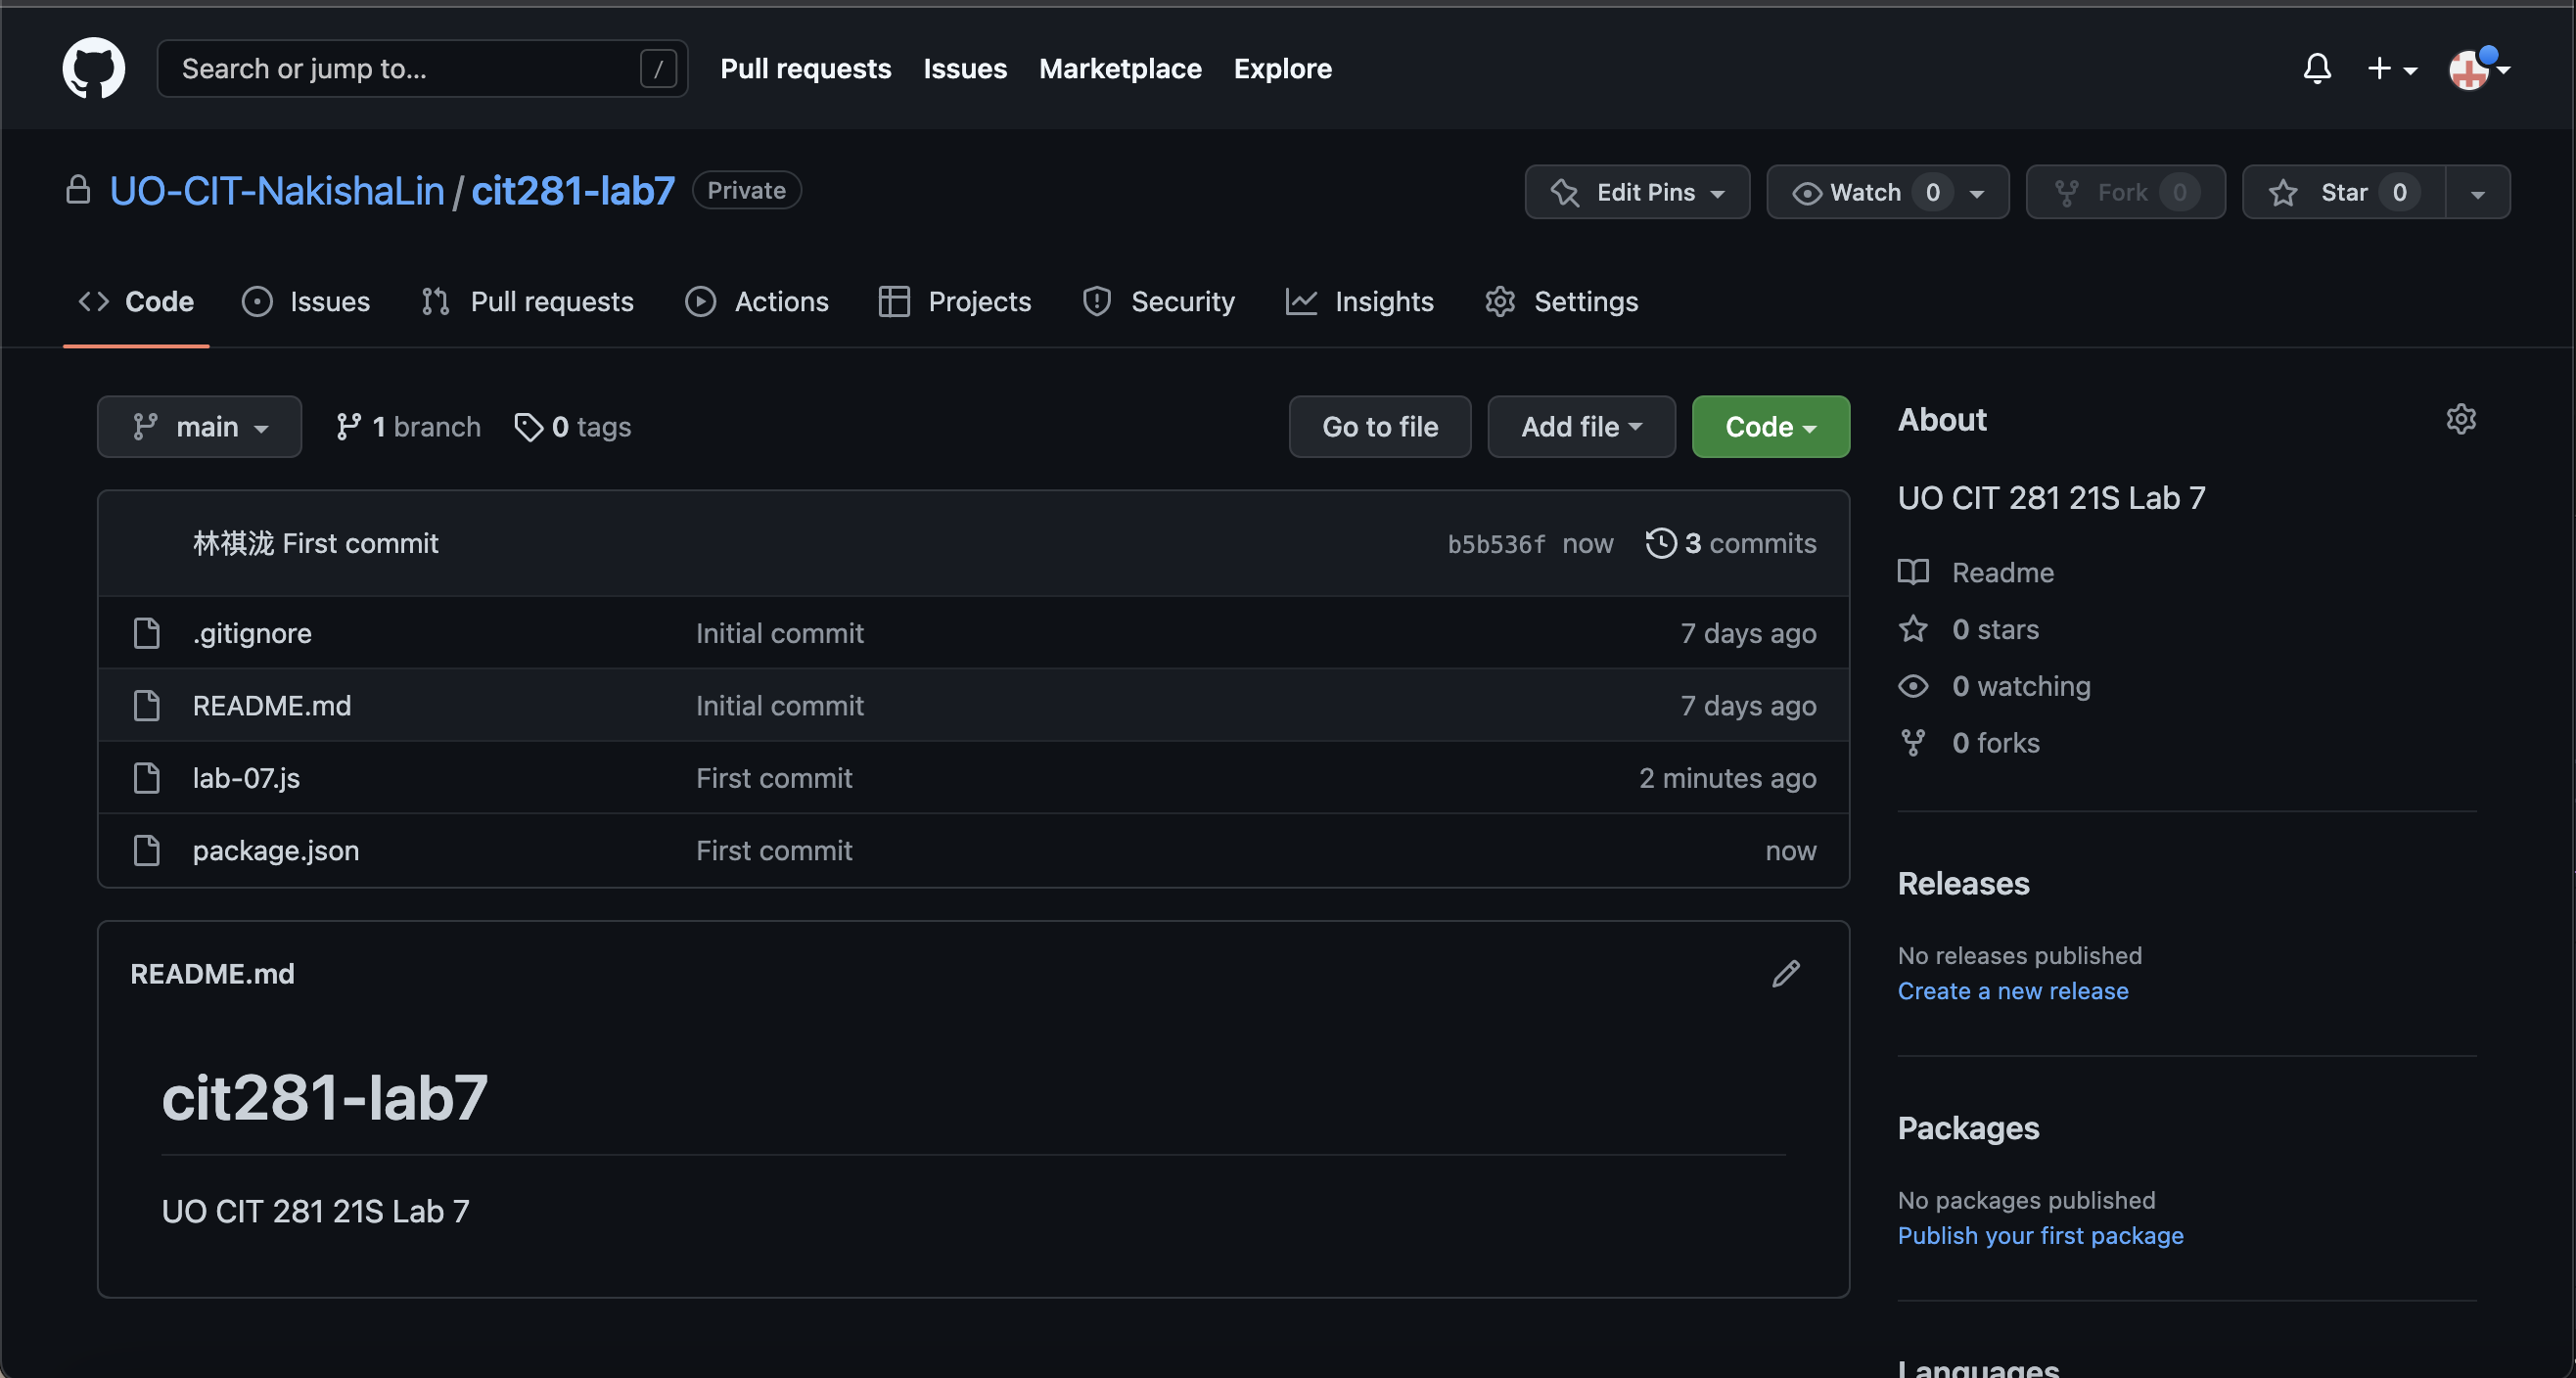 Search or jump to... /
Pull requests Issues Marketplace Explore
UO-CIT-NakishaLin / cit281-lab7 Private
Edit Pins Watch 0 Fork 0 Star 0
Code Issues Pull requests Actions Projects Security Insights Settings
main 1 branch 0 tags
Go to file Add file Code
林祺泷 First commit b5b536f now 3 commits
.gitignore Initial commit 7 days ago
README.md Initial commit 7 days ago
lab-07.js First commit 2 minutes ago
package.json First commit now
README.md
cit281-lab7
UO CIT 281 21S Lab 7
About
UO CIT 281 21S Lab 7
Readme
0 stars
0 watching
0 forks
Releases
No releases published
Create a new release
Packages
No packages published
Publish your first package
Languages